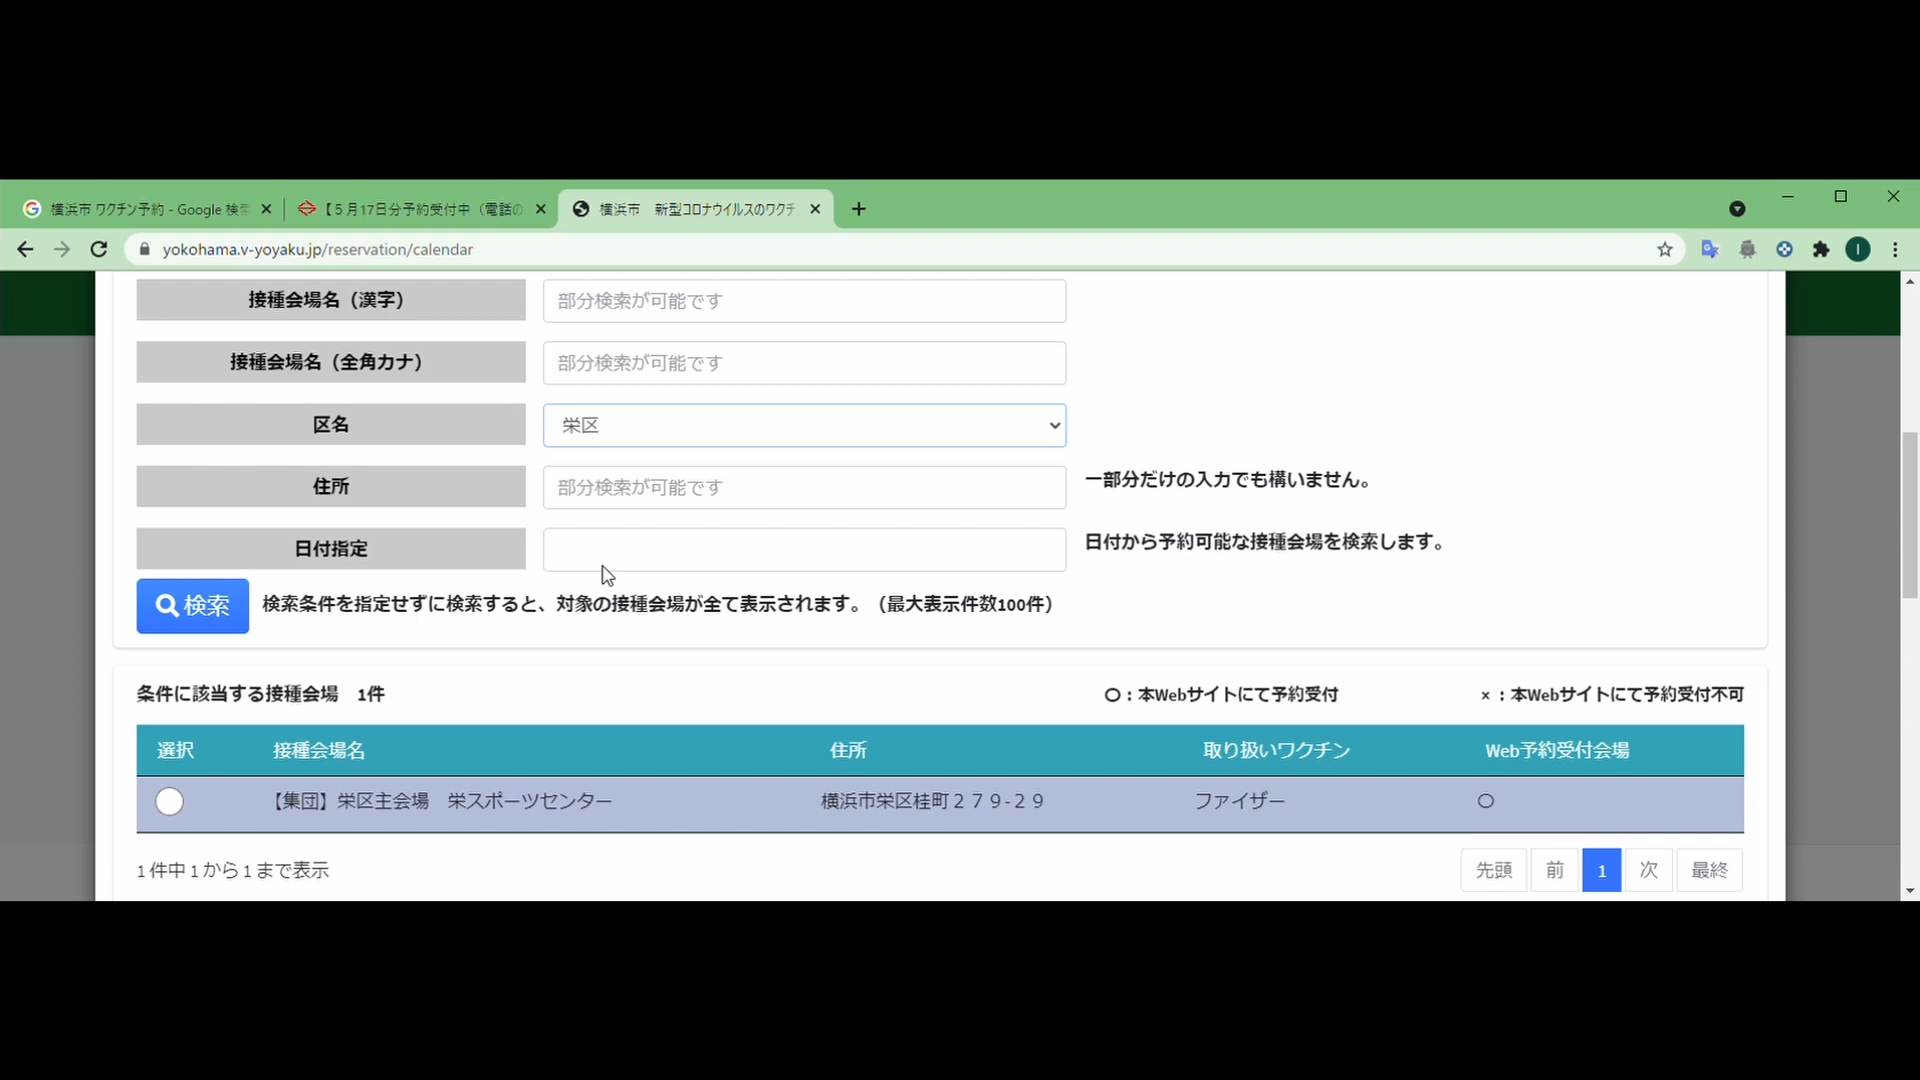 横浜市 ワクチン予約 - Google 検索
【５月17日分予約受付中（電話の
横浜市　新型コロナウイルスのワクチ
yokohama.v-yoyaku.jp/reservation/calendar
接種会場名（漢字）
部分検索が可能です
接種会場名（全角カナ）
部分検索が可能です
区名
栄区
住所
部分検索が可能です
一部分だけの入力でも構いません。
日付指定
日付から予約可能な接種会場を検索します。
検索
検索条件を指定せずに検索すると、対象の接種会場が全て表示されます。（最大表示件数100件）
条件に該当する接種会場　1件
〇：本Webサイトにて予約受付
×：本Webサイトにて予約受付不可
選択
接種会場名
住所
取り扱いワクチン
Web予約受付会場
【集団】栄区主会場　栄スポーツセンター
横浜市栄区桂町２７９-２９
ファイザー
〇
1 件中 1 から 1 まで表示
先頭
前
1
次
最終